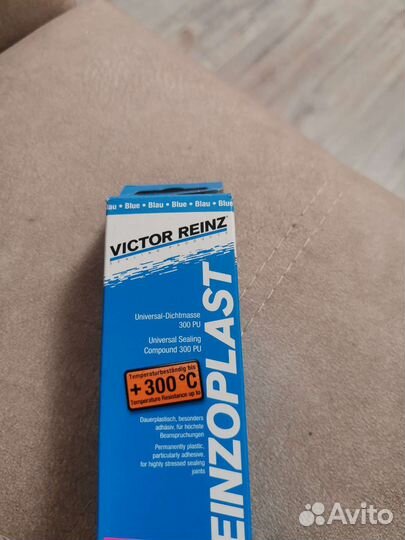 lau • Blue • Blau • Blue • Blau • Blue
VICTOR REINZ®
Universal-Dichtmasse
300 PU
Universal Sealing
Compound 300 PU
Temperaturbeständig bis
+300 °C
Temperature Resistance up to
Dauerplastisch, besonders
adhäsiv, für höchste
Beanspruchungen
Permanently plastic,
particularly adhesive,
for highly stressed sealing
joints
EINZOPLAST
Avito